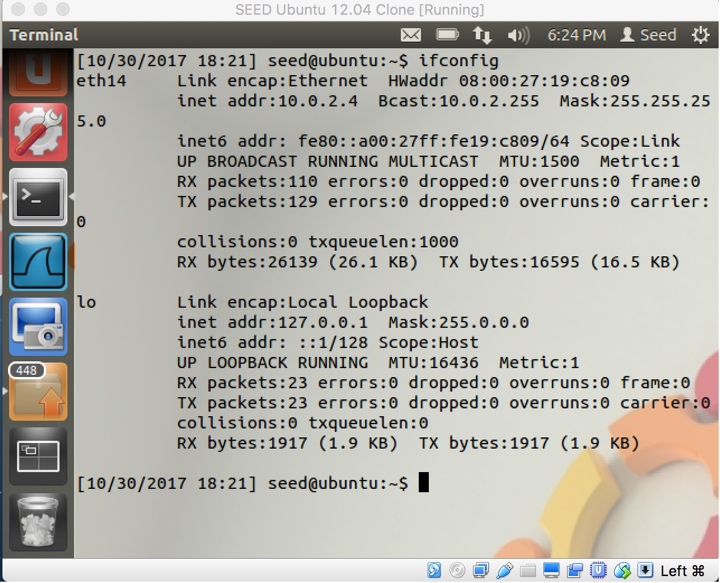 SEED Ubuntu 12.04 Clone [Running]
Terminal 6:24 PM Seed
[10/30/2017 18:21] seed@ubuntu:~$ ifconfig
eth14 Link encap:Ethernet HWaddr 08:00:27:19:c8:09
inet addr:10.0.2.4 Bcast:10.0.2.255 Mask:255.255.25
5.0
inet6 addr: fe80::a00:27ff:fe19:c809/64 Scope:Link
UP BROADCAST RUNNING MULTICAST MTU:1500 Metric:1
RX packets:110 errors:0 dropped:0 overruns:0 frame:0
TX packets:129 errors:0 dropped:0 overruns:0 carrier:
0
collisions:0 txqueuelen:1000
RX bytes:26139 (26.1 KB) TX bytes:16595 (16.5 KB)
lo Link encap:Local Loopback
inet addr:127.0.0.1 Mask:255.0.0.0
inet6 addr: ::1/128 Scope:Host
UP LOOPBACK RUNNING MTU:16436 Metric:1
RX packets:23 errors:0 dropped:0 overruns:0 frame:0
TX packets:23 errors:0 dropped:0 overruns:0 carrier:0
collisions:0 txqueuelen:0
RX bytes:1917 (1.9 KB) TX bytes:1917 (1.9 KB)
[10/30/2017 18:21] seed@ubuntu:~$
448
Left ⌘